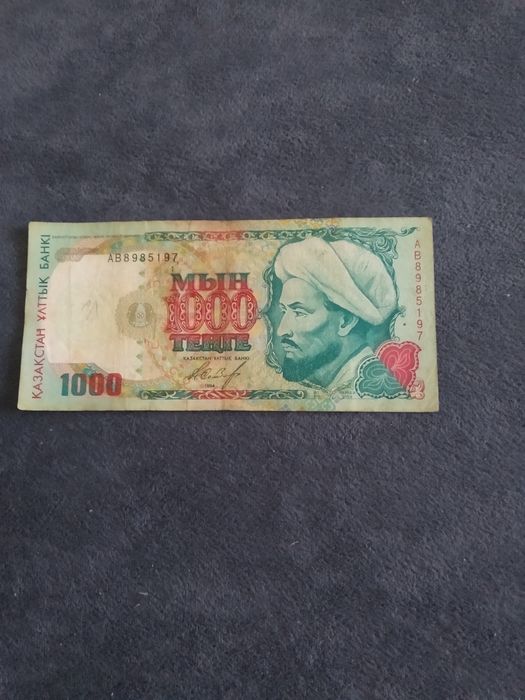 ҚАЗАҚСТАН ҰЛТТЫҚ БАНКІ
АВ8985197
МЫҢ
1000
ТЕҢГЕ
ҚАЗАҚСТАН ҰЛТТЫҚ БАНКІ
1994
1000
АВ8985197